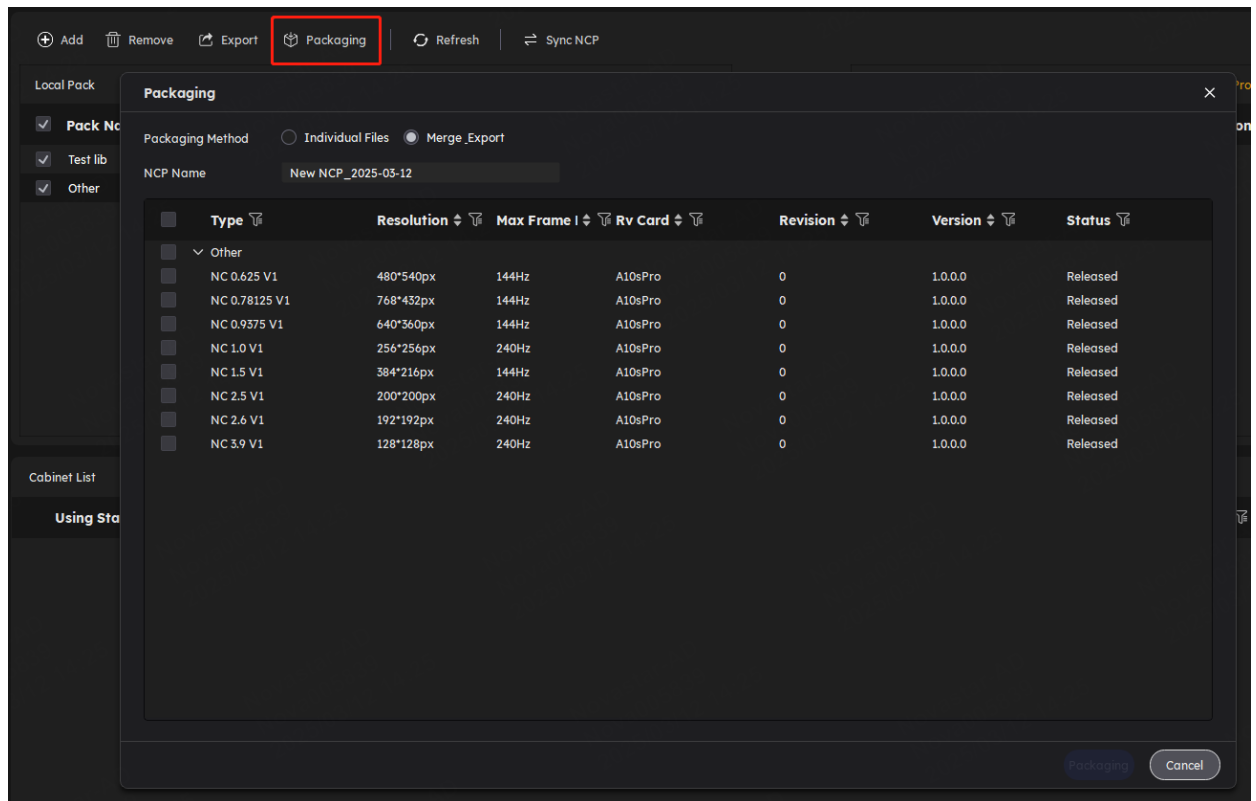 Add Remove Export Packaging Refresh Sync NCP
Local Pack
Packaging
Pack Na
Packaging Method Individual Files Merge_Export
Test lib
NCP Name New NCP_2025-03-12
Other
Type Resolution Max Frame Rv Card Revision Version Status
Other
NC 0.625 V1 480*540px 144Hz A10sPro 0 1.0.0.0 Released
NC 0.78125 V1 768*432px 144Hz A10sPro 0 1.0.0.0 Released
NC 0.9375 V1 640*360px 144Hz A10sPro 0 1.0.0.0 Released
NC 1.0 V1 256*256px 240Hz A10sPro 0 1.0.0.0 Released
NC 1.5 V1 384*216px 144Hz A10sPro 0 1.0.0.0 Released
NC 2.5 V1 200*200px 240Hz A10sPro 0 1.0.0.0 Released
NC 2.6 V1 192*192px 240Hz A10sPro 0 1.0.0.0 Released
NC 3.9 V1 128*128px 240Hz A10sPro 0 1.0.0.0 Released
Cabinet List
Using Sta
Packaging Cancel